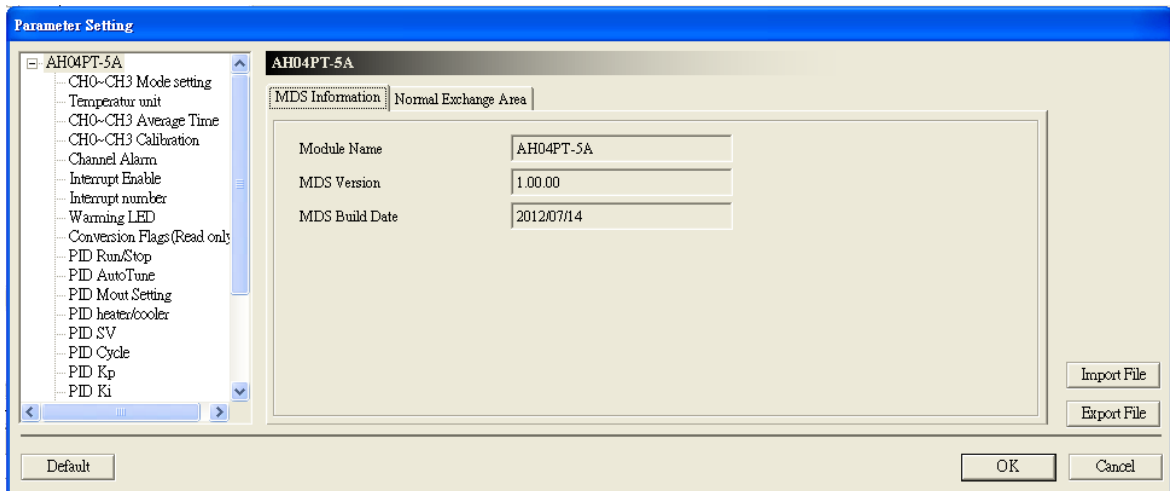 Parameter Setting
AH04PT-5A
CH0~CH3 Mode setting
Temperatur unit
CH0~CH3 Average Time
CH0~CH3 Calibration
Channel Alarm
Interrupt Enable
Interrupt number
Warming LED
Conversion Flags(Read only
PID Run/Stop
PID AutoTune
PID Mout Setting
PID heater/cooler
PID SV
PID Cycle
PID Kp
PID Ki
AH04PT-5A
MDS Information Normal Exchange Area
Module Name AH04PT-5A
MDS Version 1.00.00
MDS Build Date 2012/07/14
Import File
Export File
Default OK Cancel